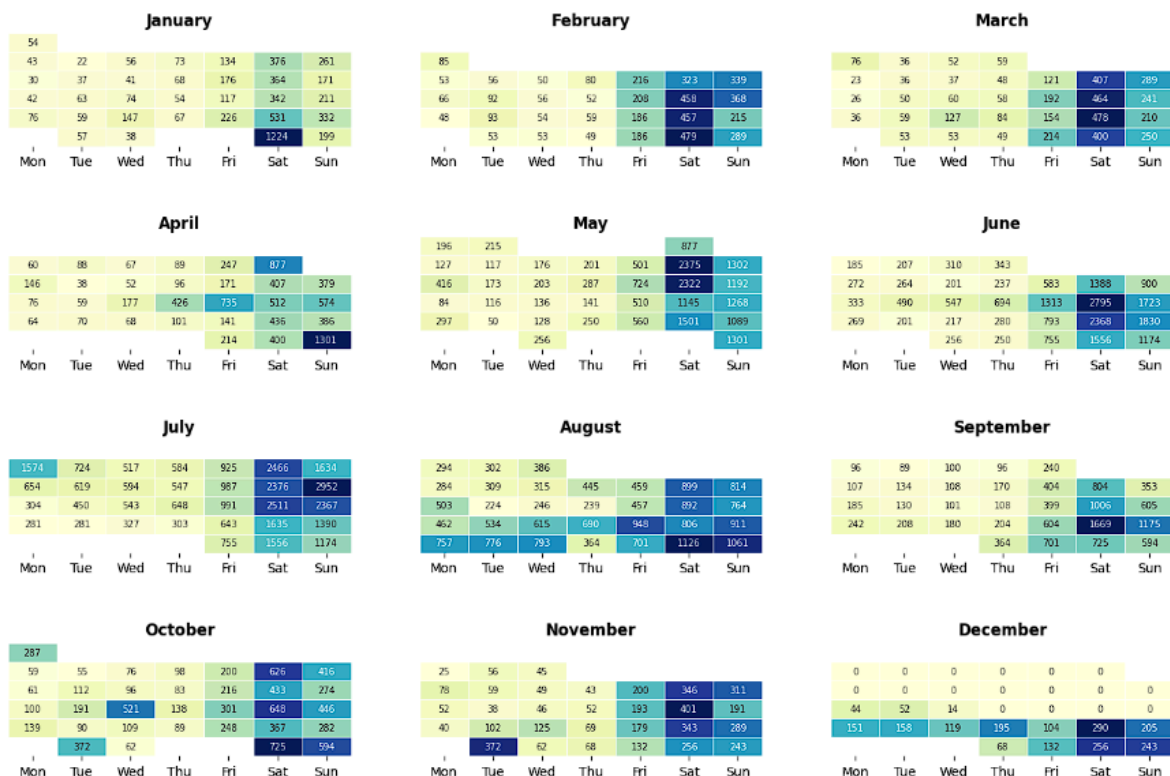 January February March
54 85 76 36 52 59
43 22 56 73 134 376 261 53 56 50 80 216 323 339 23 36 37 48 121 407 289
30 37 41 68 176 364 171 66 92 56 52 208 458 368 26 50 60 58 192 464 241
42 63 74 54 117 342 211 48 93 54 59 186 457 215 36 59 127 84 154 478 210
76 59 147 67 226 531 332 53 53 49 186 479 289 53 53 49 214 400 250
57 38 1224 199
Mon Tue Wed Thu Fri Sat Sun Mon Tue Wed Thu Fri Sat Sun Mon Tue Wed Thu Fri Sat Sun
April May June
196 215 877
60 88 67 89 247 877 127 117 176 201 501 2375 1302 185 207 310 343
146 38 52 96 171 407 379 416 173 203 287 724 2322 1192 272 264 201 237 583 1388 900
76 59 177 426 735 512 574 84 116 136 141 510 1145 1268 333 490 547 694 1313 2795 1723
64 70 68 101 141 436 386 297 50 128 250 560 1501 1089 269 201 217 280 793 2368 1830
214 400 1301 256 1301 256 250 755 1556 1174
Mon Tue Wed Thu Fri Sat Sun Mon Tue Wed Thu Fri Sat Sun Mon Tue Wed Thu Fri Sat Sun
July August September
1574 724 517 584 925 2466 1634 294 302 386 96 89 100 96 240
654 619 594 547 987 2376 2952 284 309 315 445 459 899 814 107 134 108 170 404 804 353
304 450 543 648 991 2511 2367 503 224 246 239 457 892 764 185 130 101 108 399 1006 605
281 281 327 303 643 1635 1390 462 534 615 690 948 806 911 242 208 180 204 604 1669 1175
755 1556 1174 757 776 793 364 701 1126 1061 364 701 725 594
Mon Tue Wed Thu Fri Sat Sun Mon Tue Wed Thu Fri Sat Sun Mon Tue Wed Thu Fri Sat Sun
October November December
287
59 55 76 98 200 626 416 25 56 45 0 0 0 0 0 0
61 112 96 83 216 433 274 78 59 49 43 200 346 311 0 0 0 0 0 0 0
100 191 521 138 301 648 446 52 38 46 52 193 401 191 44 52 14 0 0 0 0
139 90 109 89 248 367 282 40 102 125 69 179 343 289 151 158 119 195 104 290 205
372 62 725 594 372 62 68 132 256 243 68 132 256 243
Mon Tue Wed Thu Fri Sat Sun Mon Tue Wed Thu Fri Sat Sun Mon Tue Wed Thu Fri Sat Sun